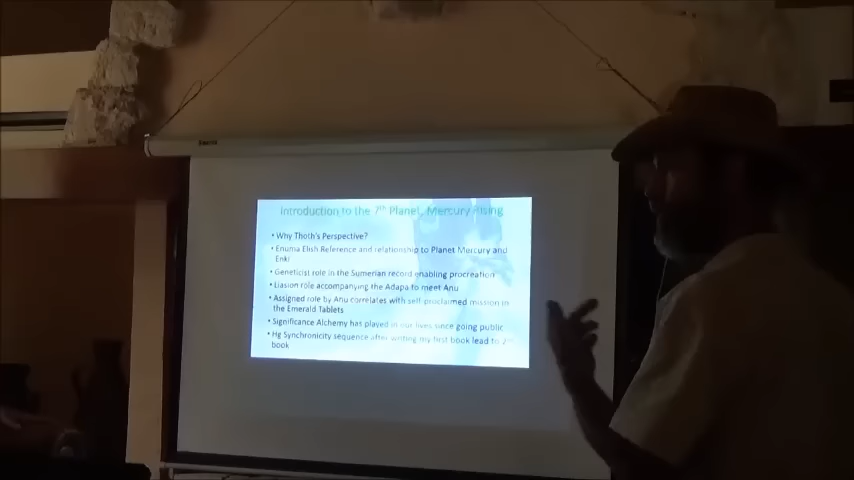 Introduction to the 7th Planet, Mercury Rising
• Why Thoth's Perspective?
• Enuma Elish Reference and relationship to Planet Mercury and
Enki
• Geneticist role in the Sumerian record enabling procreation
• Liasion role accompanying the Adapa to meet Anu
• Assigned role by Anu correlates with self-proclaimed mission in
the Emerald Tablets
• Significance Alchemy has played in our lives since going public
• Hg Synchronicity sequence after writing my first book lead to 2nd
book